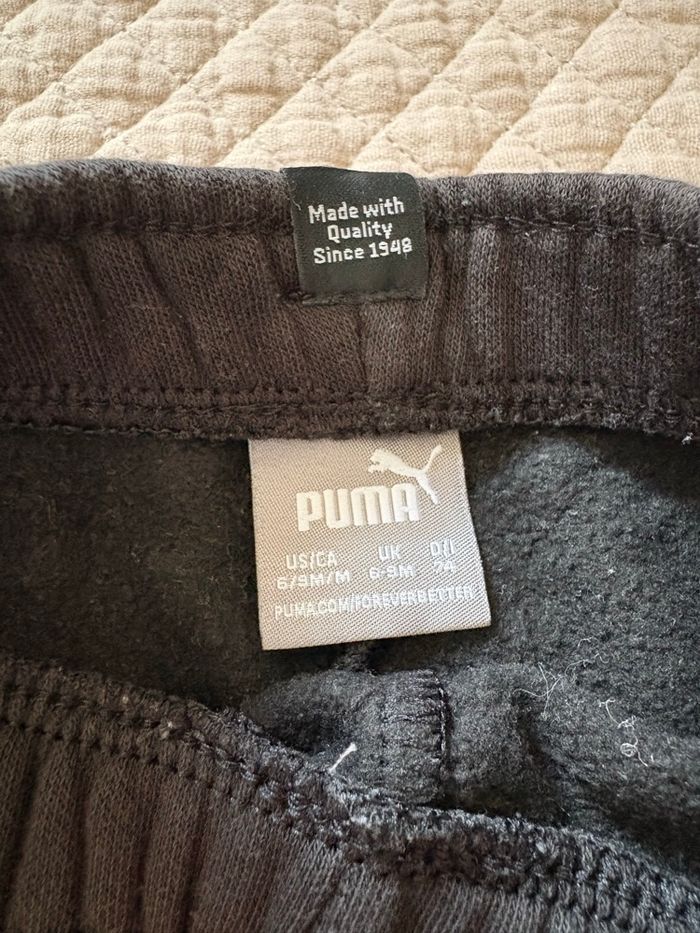 Made with
Quality
Since 1948
PUMA
US/CA UK D/I
6/9M/M 6-9M 74
PUMA.COM/FOREVERBETTER